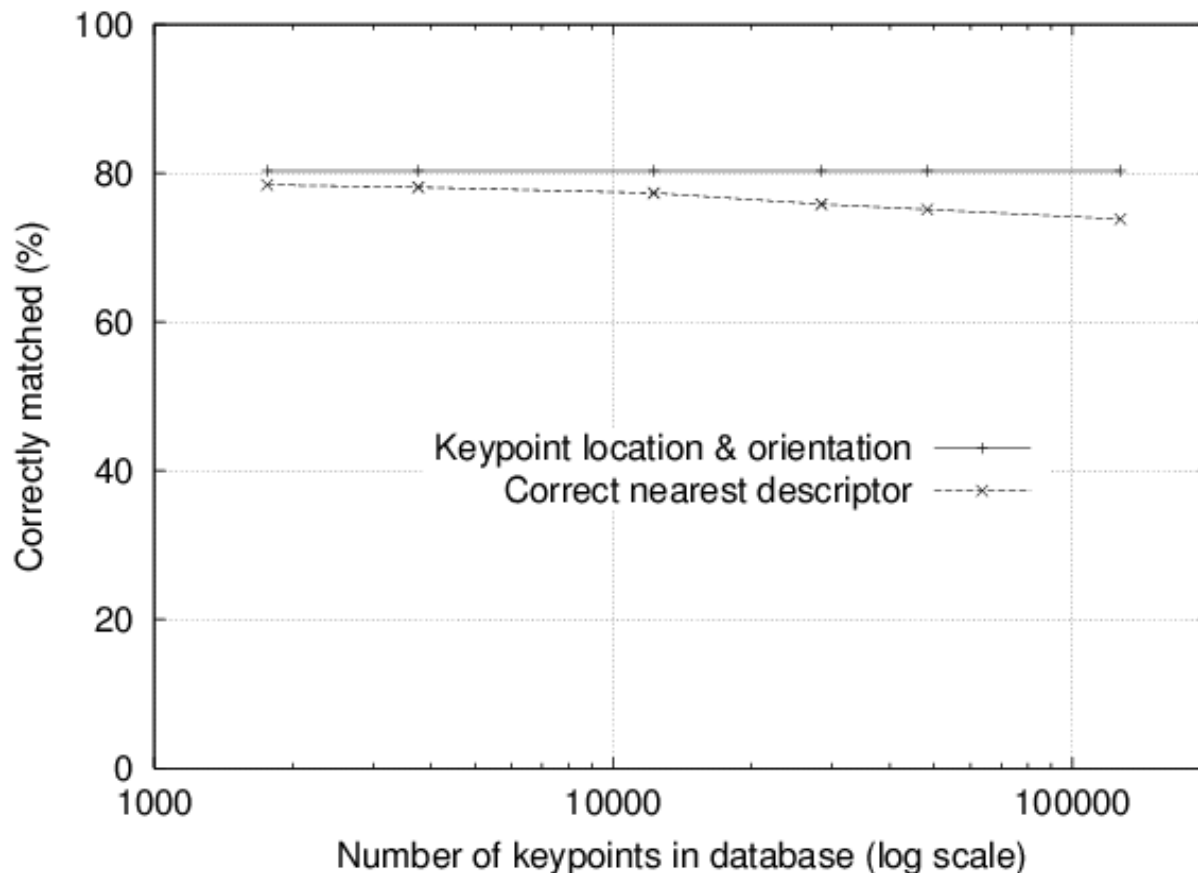 100
80
60
40
20
0
Correctly matched (%)
Keypoint location & orientation
Correct nearest descriptor
1000 10000 100000
Number of keypoints in database (log scale)